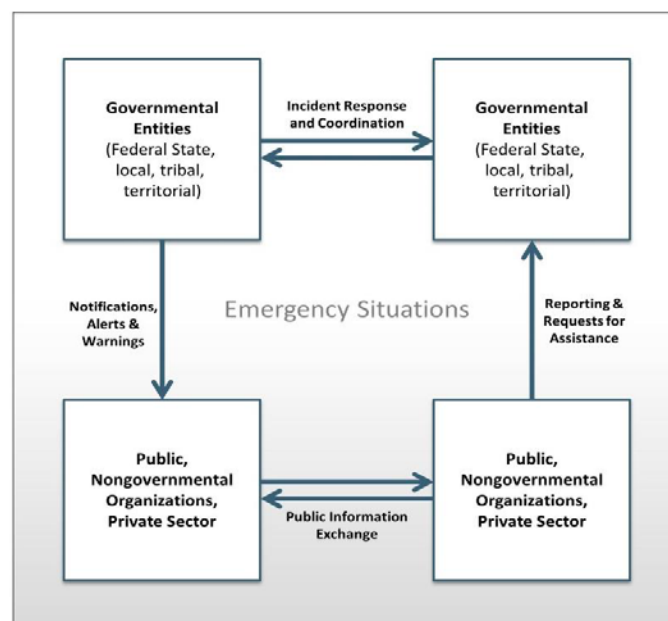 Governmental
Entities
(Federal State,
local, tribal,
territorial)
Incident Response
and Coordination
Governmental
Entities
(Federal State,
local, tribal,
territorial)
Notifications,
Alerts &
Warnings
Emergency Situations
Reporting &
Requests for
Assistance
Public,
Nongovernmental
Organizations,
Private Sector
Public Information
Exchange
Public,
Nongovernmental
Organizations,
Private Sector